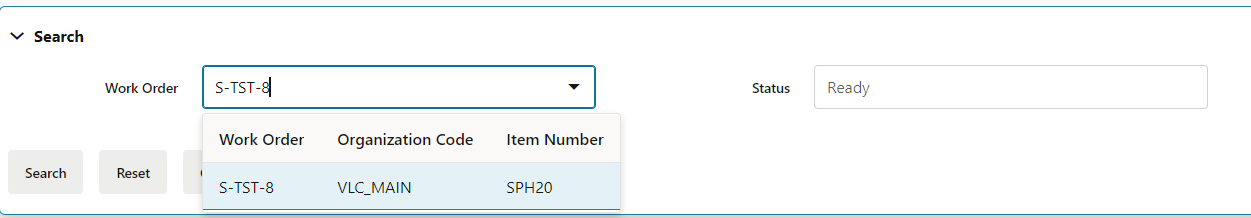 Search
Work Order S-TST-8 Status Ready
Work Order Organization Code Item Number
Search Reset
S-TST-8 VLC_MAIN SPH20